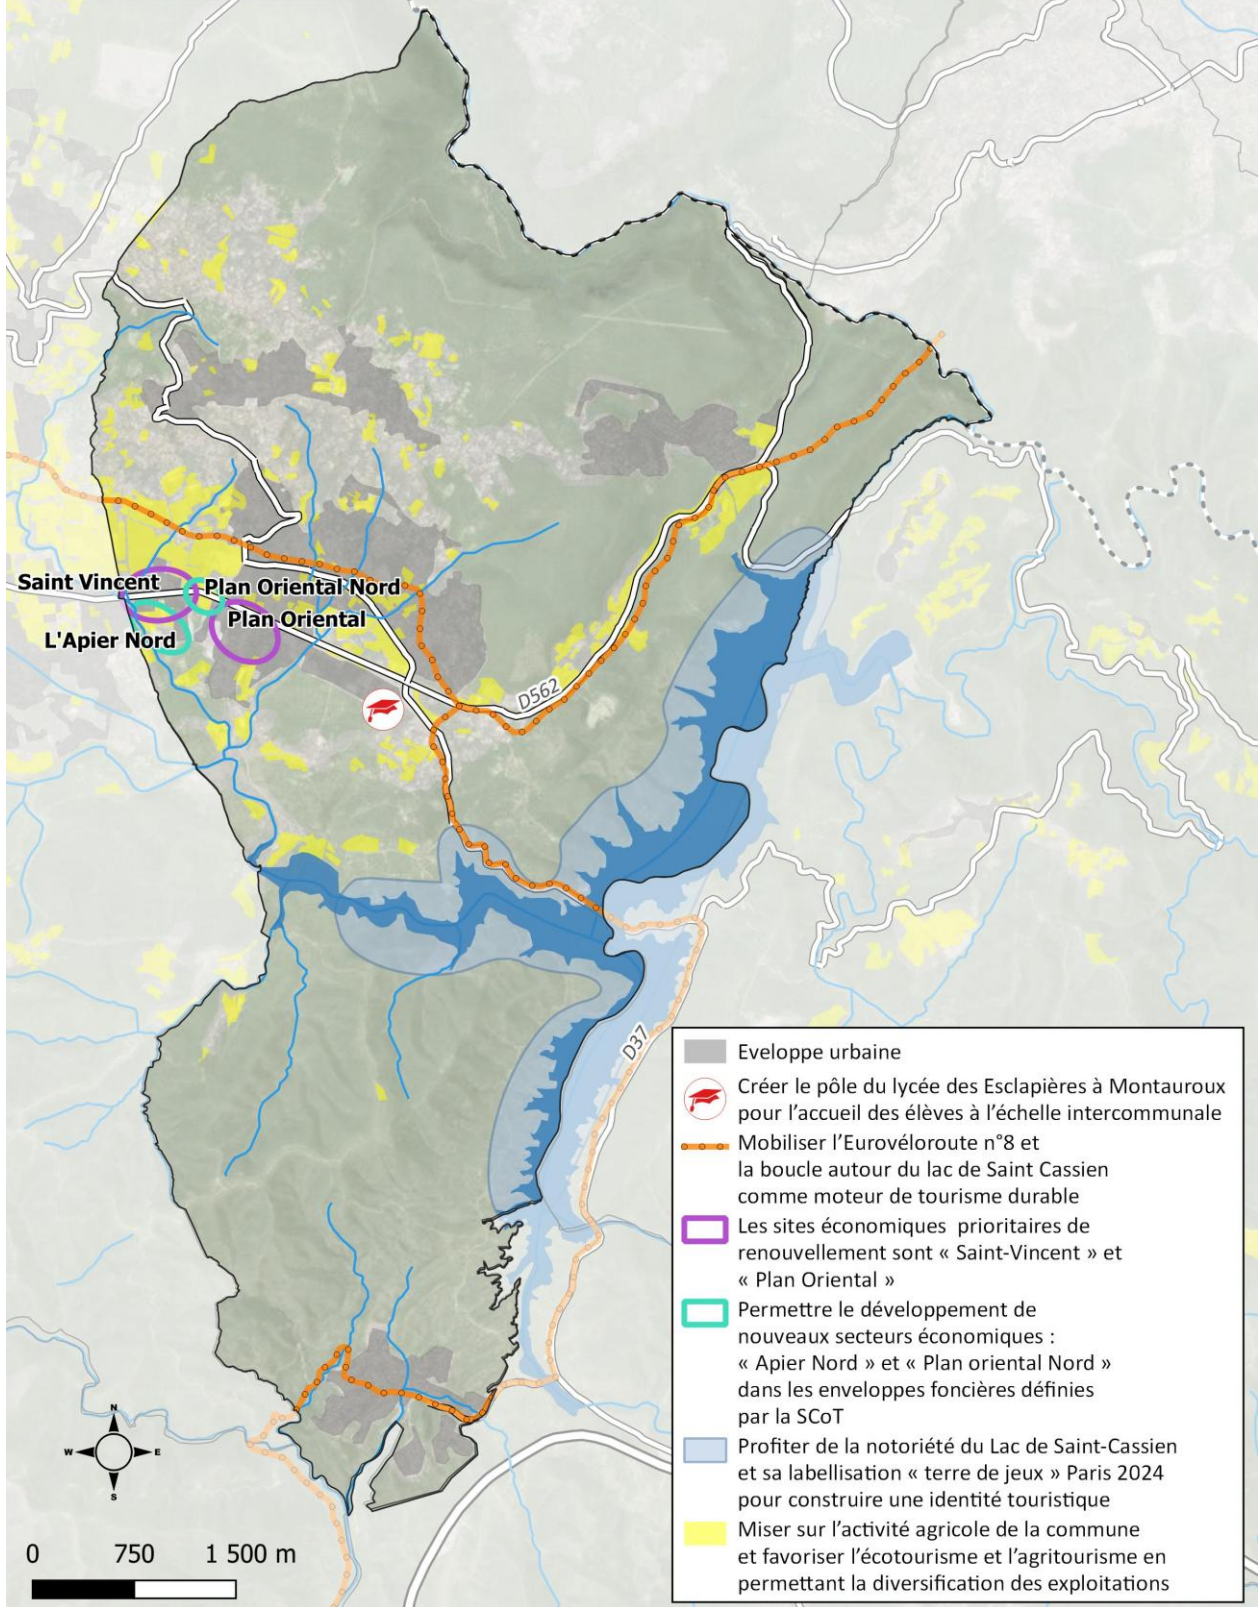 Saint Vincent
Plan Oriental Nord
Plan Oriental
L'Apier Nord
D562
D37
Eveloppe urbaine
Créer le pôle du lycée des Esclapières à Montauroux
pour l’accueil des élèves à l’échelle intercommunale
Mobiliser l’Eurovéloroute n°8 et
la boucle autour du lac de Saint Cassien
comme moteur de tourisme durable
Les sites économiques prioritaires de
renouvellement sont « Saint-Vincent » et
« Plan Oriental »
Permettre le développement de
nouveaux secteurs économiques :
« Apier Nord » et « Plan oriental Nord »
dans les enveloppes foncières définies
par la SCoT
Profiter de la notoriété du Lac de Saint-Cassien
et sa labellisation « terre de jeux » Paris 2024
pour construire une identité touristique
Miser sur l’activité agricole de la commune
et favoriser l’écotourisme et l’agritourisme en
permettant la diversification des exploitations
N
W E
S
0 750 1 500 m